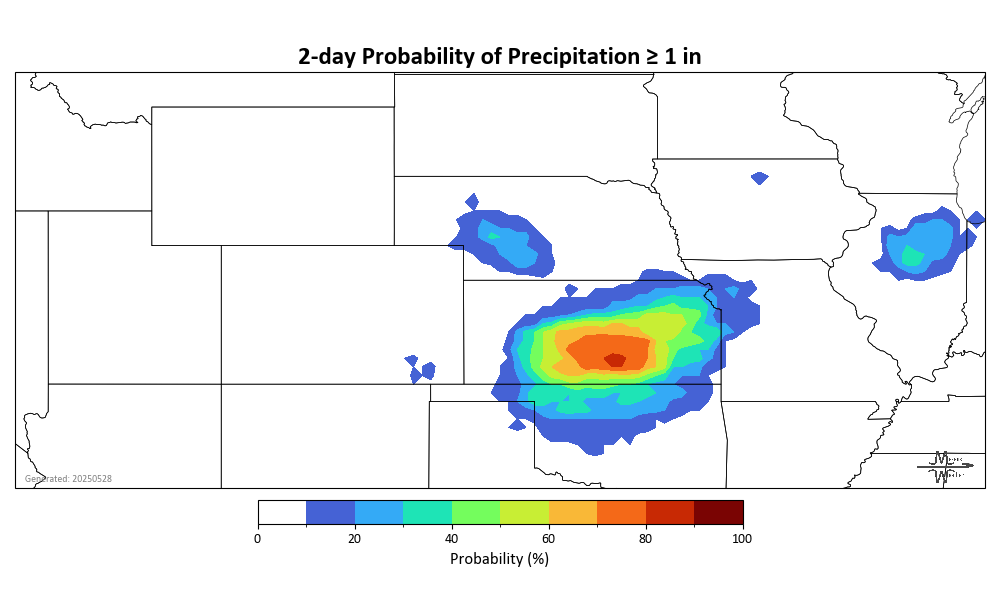 2-day Probability of Precipitation ≥ 1 in
Generated: 20250528
0 20 40 60 80 100
Probability (%)